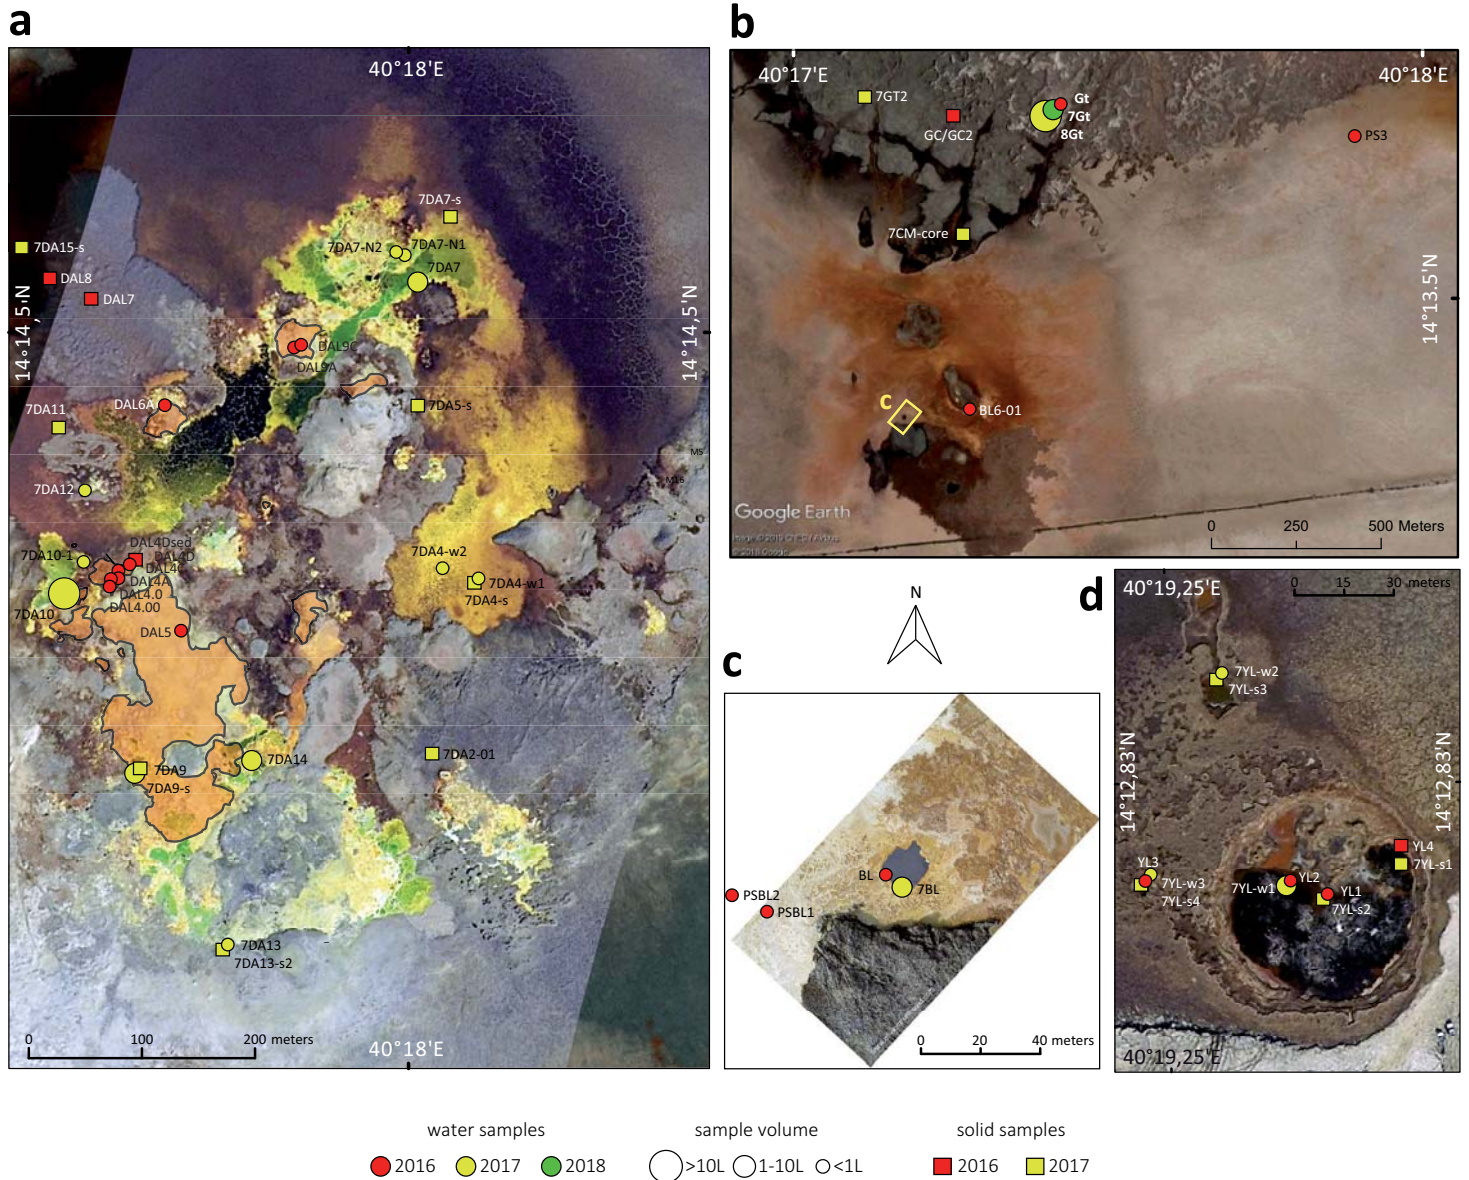 a
40°18'E
14°14,5'N
14°14,5'N
7DA7-s
7DA15-s
7DA7-N2
7DA7-N1
DAL8
7DA7
DAL7
DAL9C
DAL9A
DAL6A
7DA11
7DA5-s
M5
M16
7DA12
DAL4Dsed
7DA10-1
DAL4D
DAL4C
DAL4A
DAL4.0
DAL4.00
7DA10
7DA4-w2
7DA4-w1
7DA4-s
DAL5
7DA2-01
7DA14
7DA9
7DA9-s
7DA13
7DA13-s2
0 100 200 meters
40°18'E
b
40°17'E
40°18'E
7GT2
GC/GC2
Gt
7Gt
8Gt
PS3
7CM-core
14°13.5'N
c
BL6-01
Google Earth
0 250 500 Meters
N
c
BL
7BL
PSBL2
PSBL1
0 20 40 meters
d
40°19,25'E
0 15 30 meters
7YL-w2
7YL-s3
14°12,83'N
14°12,83'N
YL4
7YL-s1
YL3
7YL-w3
7YL-s4
7YL-w1
YL2
YL1
7YL-s2
40°19,25'E
water samples
2016 2017 2018
sample volume
>10L 1-10L <1L
solid samples
2016 2017